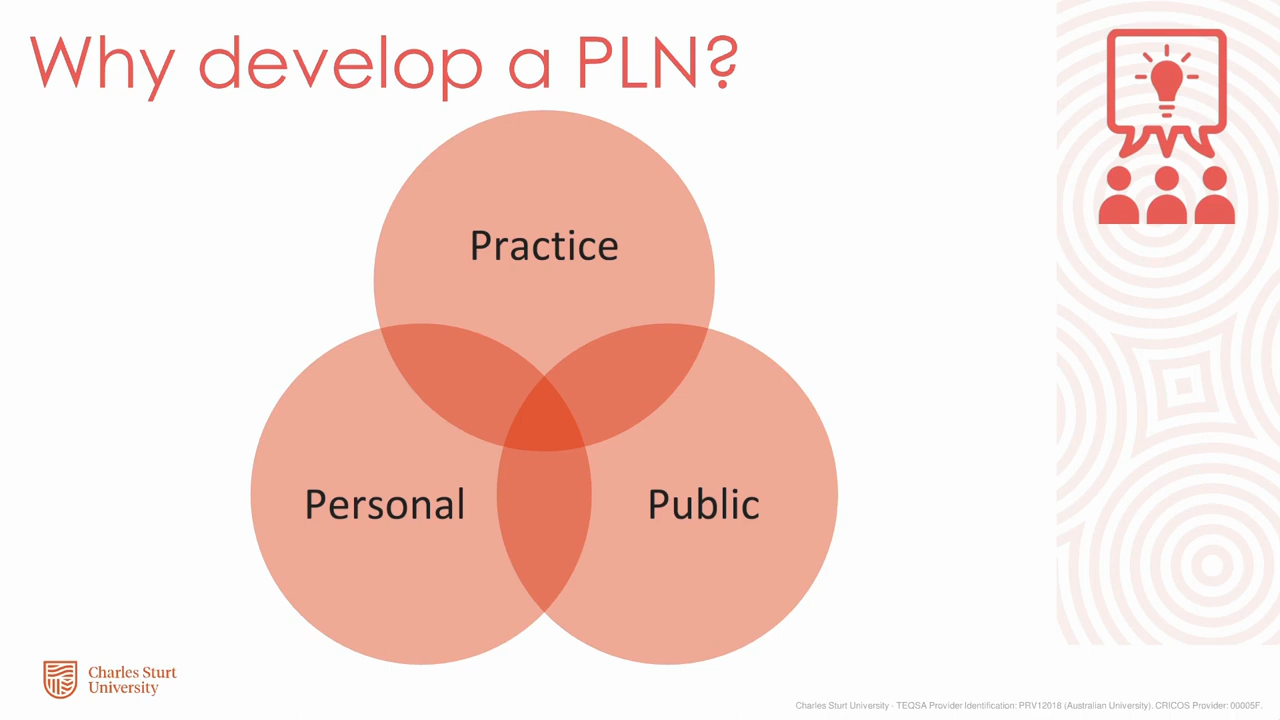 Why develop a PLN?
Practice
Personal
Public
Charles Sturt
University
Charles Sturt University - TEQSA Provider Identification: PRV12018 (Australian University). CRICOS Provider: 00005F.